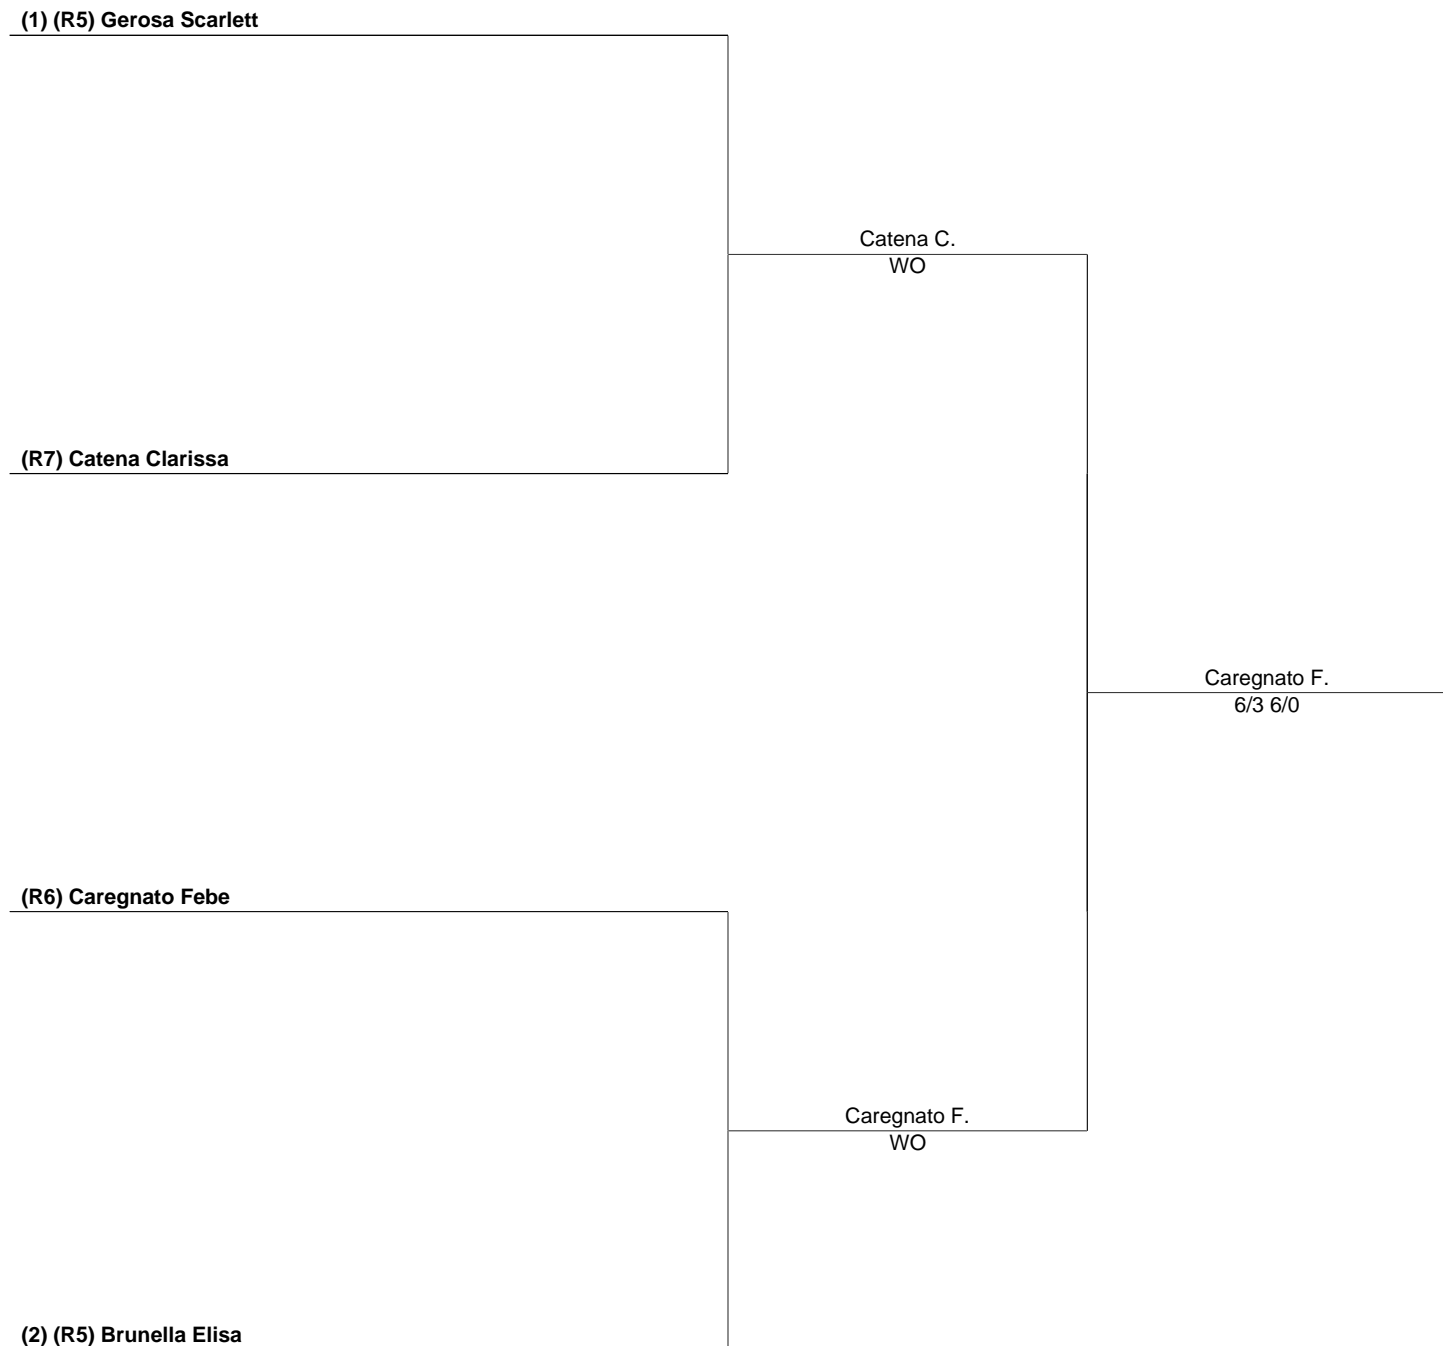 (1) (R5) Gerosa Scarlett
Catena C.
WO
(R7) Catena Clarissa
Caregnato F.
6/3 6/0
(R6) Caregnato Febe
Caregnato F.
WO
(2) (R5) Brunella Elisa